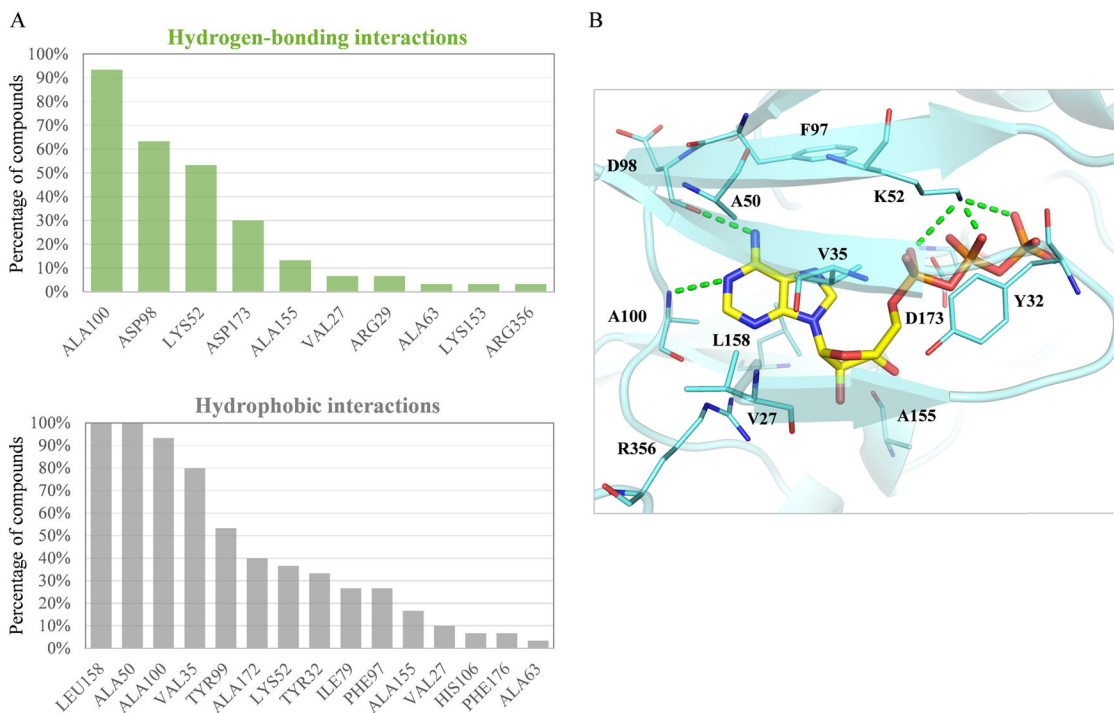 A
Hydrogen-bonding interactions
Percentage of compounds
100%
90%
80%
70%
60%
50%
40%
30%
20%
10%
0%
ALA100
ASP98
LYS52
ASP173
ALA155
VAL27
ARG29
ALA63
LYS153
ARG356
Hydrophobic interactions
Percentage of compounds
100%
90%
80%
70%
60%
50%
40%
30%
20%
10%
0%
LEU158
ALA50
ALA100
VAL35
TYR99
ALA172
LYS52
TYR32
ILE79
PHE97
ALA155
VAL27
HIS106
PHE176
ALA63
B
F97
D98
A50
K52
V35
Y32
A100
D173
L158
V27
A155
R356